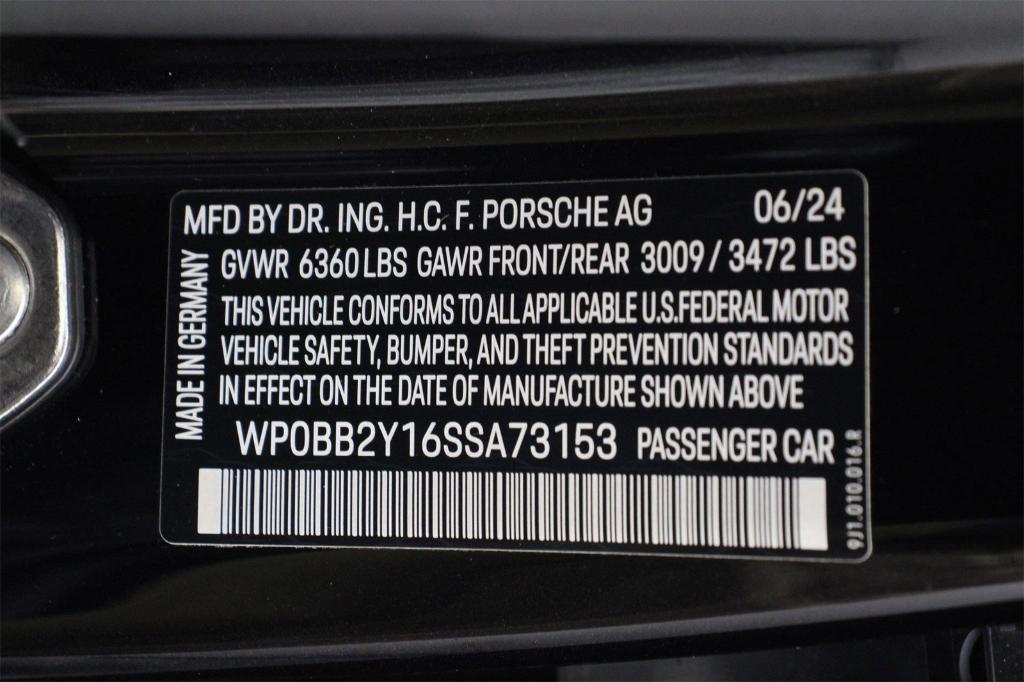 MFD BY DR. ING. H.C. F. PORSCHE AG 06/24
GVWR 6360 LBS GAWR FRONT/REAR 3009 / 3472 LBS
THIS VEHICLE CONFORMS TO ALL APPLICABLE U.S.FEDERAL MOTOR
VEHICLE SAFETY, BUMPER, AND THEFT PREVENTION STANDARDS
IN EFFECT ON THE DATE OF MANUFACTURE SHOWN ABOVE
WP0BB2Y16SSA73153 PASSENGER CAR
MADE IN GERMANY
9J1.010.016.R